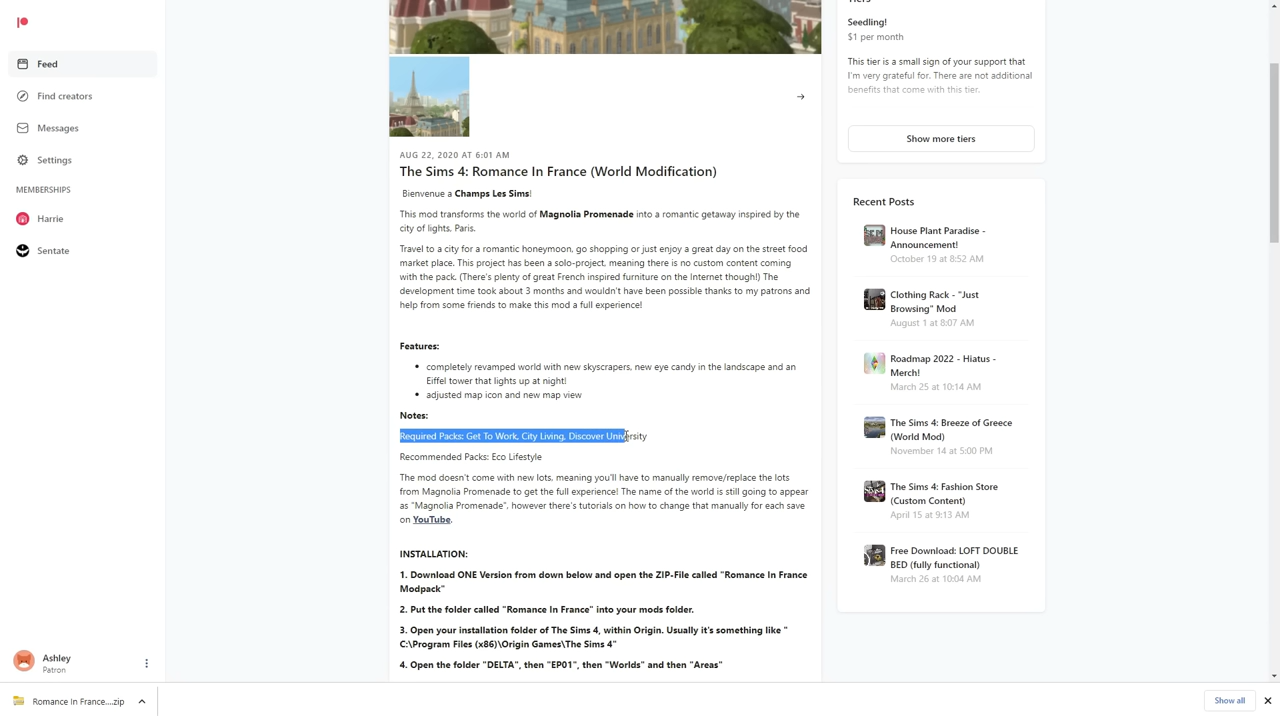 Feed
Find creators
Messages
Settings
MEMBERSHIPS
Harrie
Sentate
Ashley
Patron
AUG 22, 2020 AT 6:01 AM
The Sims 4: Romance In France (World Modification)
Bienvenue a Champs Les Sims!
This mod transforms the world of Magnolia Promenade into a romantic getaway inspired by the
city of lights, Paris.
Travel to a city for a romantic honeymoon, go shopping or just enjoy a great day on the street food
market place. This project has been a solo-project, meaning there is no custom content coming
with the pack. (There's plenty of great French inspired furniture on the Internet though!) The
development time took about 3 months and wouldn't have been possible thanks to my patrons and
help from some friends to make this mod a full experience!
Features:
• completely revamped world with new skyscrapers, new eye candy in the landscape and an
Eiffel tower that lights up at night!
• adjusted map icon and new map view
Notes:
Required Packs: Get To Work, City Living, Discover University
Recommended Packs: Eco Lifestyle
The mod doesn't come with new lots, meaning you'll have to manually remove/replace the lots
from Magnolia Promenade to get the full experience! The name of the world is still going to appear
as "Magnolia Promenade", however there's tutorials on how to change that manually for each save
on YouTube.
INSTALLATION:
1. Download ONE Version from down below and open the ZIP-File called "Romance In France
Modpack"
2. Put the folder called "Romance In France" into your mods folder.
3. Open your installation folder of The Sims 4, within Origin. Usually it's something like "
C:\Program Files (x86)\Origin Games\The Sims 4"
4. Open the folder "DELTA", then "EP01", then "Worlds" and then "Areas"
Tiers
Seedling!
$1 per month
This tier is a small sign of your support that
I'm very grateful for. There are not additional
benefits that come with this tier.
Show more tiers
Recent Posts
House Plant Paradise -
Announcement!
October 19 at 8:52 AM
Clothing Rack - "Just
Browsing" Mod
August 1 at 8:07 AM
Roadmap 2022 - Hiatus -
Merch!
March 25 at 10:14 AM
The Sims 4: Breeze of Greece
(World Mod)
November 14 at 5:00 PM
The Sims 4: Fashion Store
(Custom Content)
April 15 at 9:13 AM
Free Download: LOFT DOUBLE
BED (fully functional)
March 26 at 10:04 AM
Romance In France....zip
Show all